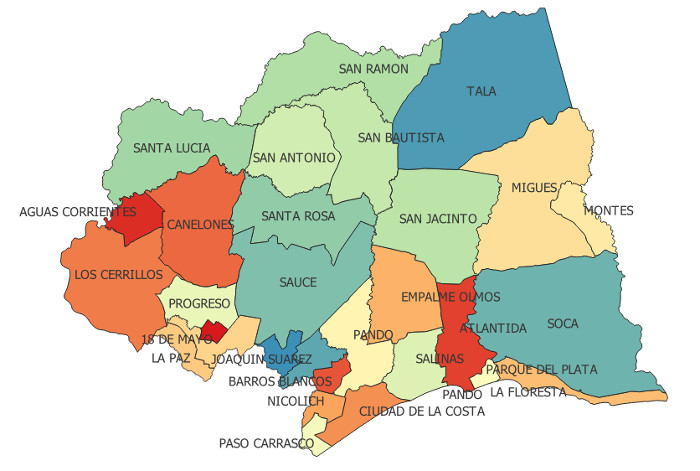 SAN RAMON
TALA
SAN BAUTISTA
SANTA LUCIA
SAN ANTONIO
MIGUES
AGUAS CORRIENTES
MONTES
SANTA ROSA
SAN JACINTO
CANELONES
LOS CERRILLOS
SAUCE
EMPALME OLMOS
PROGRESO
SOCA
ATLANTIDA
18 DE MAYO
PANDO
LA PAZ
JOAQUIN SUAREZ
SALINAS
PARQUE DEL PLATA
BARROS BLANCOS
LA FLORESTA
PANDO
NICOLICH
CIUDAD DE LA COSTA
PASO CARRASCO